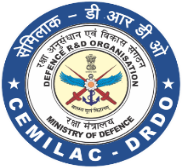 सेमिलाक - डी आर डी ओ
रक्षा अनुसंधान एवं विकास संगठन
DEFENCE R&D ORGANISATION
रक्षा मंत्रालय
MINISTRY OF DEFENCE
CEMILAC - DRDO